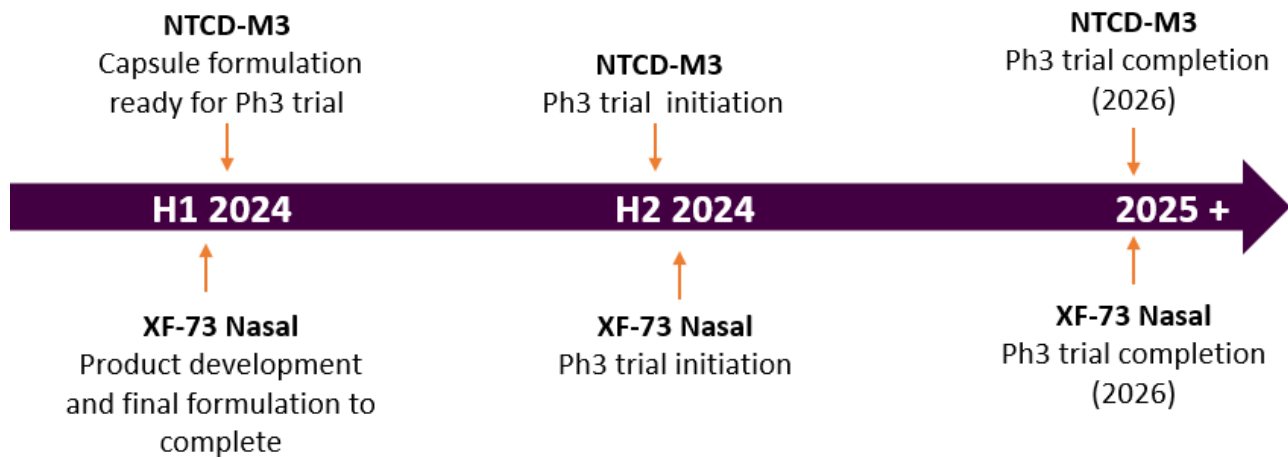 NTCD-M3
Capsule formulation
ready for Ph3 trial
NTCD-M3
Ph3 trial initiation
NTCD-M3
Ph3 trial completion
(2026)
H1 2024
H2 2024
2025 +
XF-73 Nasal
Product development
and final formulation to
complete
XF-73 Nasal
Ph3 trial initiation
XF-73 Nasal
Ph3 trial completion
(2026)